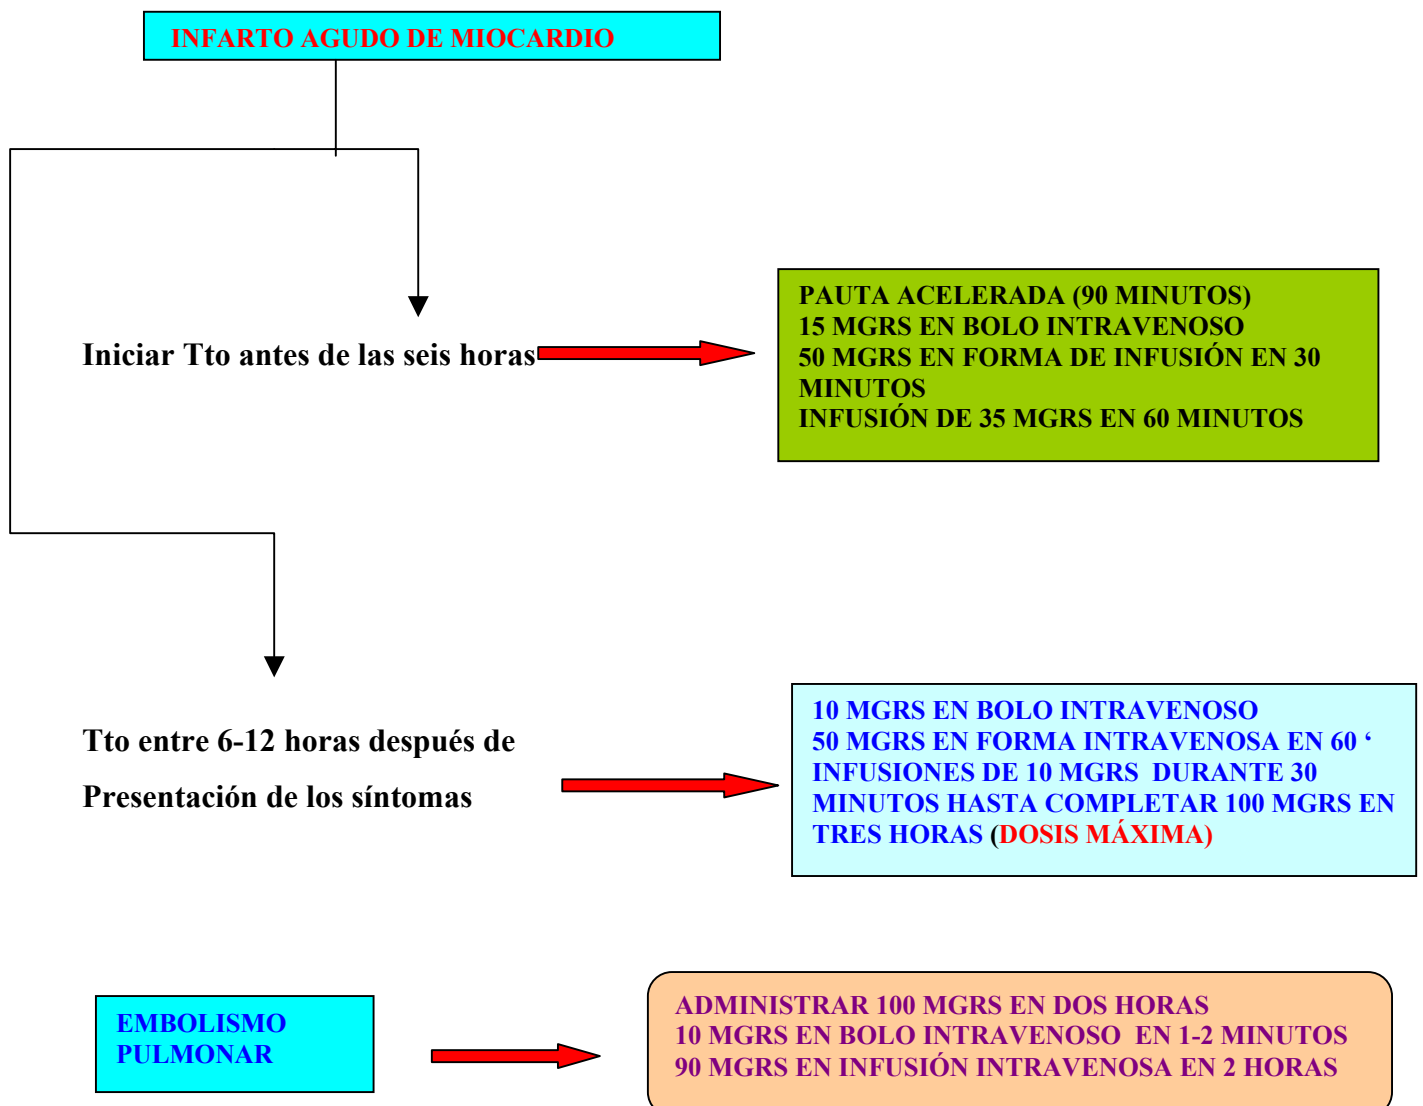 INFARTO AGUDO DE MIOCARDIO
PAUTA ACELERADA (90 MINUTOS)
15 MGRS EN BOLO INTRAVENOSO
50 MGRS EN FORMA DE INFUSIÓN EN 30
MINUTOS
INFUSIÓN DE 35 MGRS EN 60 MINUTOS
Iniciar Tto antes de las seis horas
10 MGRS EN BOLO INTRAVENOSO
50 MGRS EN FORMA INTRAVENOSA EN 60 ‘
INFUSIONES DE 10 MGRS DURANTE 30
MINUTOS HASTA COMPLETAR 100 MGRS EN
TRES HORAS (DOSIS MÁXIMA)
Tto entre 6-12 horas después de
Presentación de los síntomas
EMBOLISMO
PULMONAR
ADMINISTRAR 100 MGRS EN DOS HORAS
10 MGRS EN BOLO INTRAVENOSO EN 1-2 MINUTOS
90 MGRS EN INFUSIÓN INTRAVENOSA EN 2 HORAS